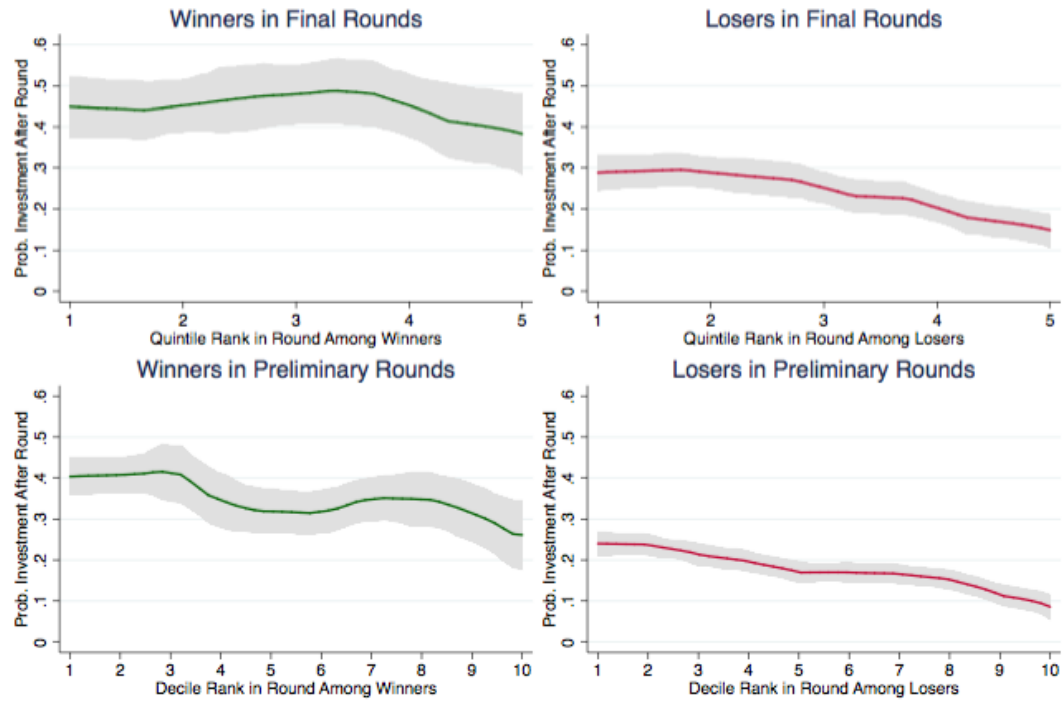 Winners in Final Rounds
Prob. Investment After Round
0 .1 .2 .3 .4 .5 .6
1 2 3 4 5
Quintile Rank in Round Among Winners
Losers in Final Rounds
Prob. Investment After Round
0 .1 .2 .3 .4 .5 .6
1 2 3 4 5
Quintile Rank in Round Among Losers
Winners in Preliminary Rounds
Prob. Investment After Round
0 .1 .2 .3 .4 .5 .6
1 2 3 4 5 6 7 8 9 10
Decile Rank in Round Among Winners
Losers in Preliminary Rounds
Prob. Investment After Round
0 .1 .2 .3 .4 .5 .6
1 2 3 4 5 6 7 8 9 10
Decile Rank in Round Among Losers